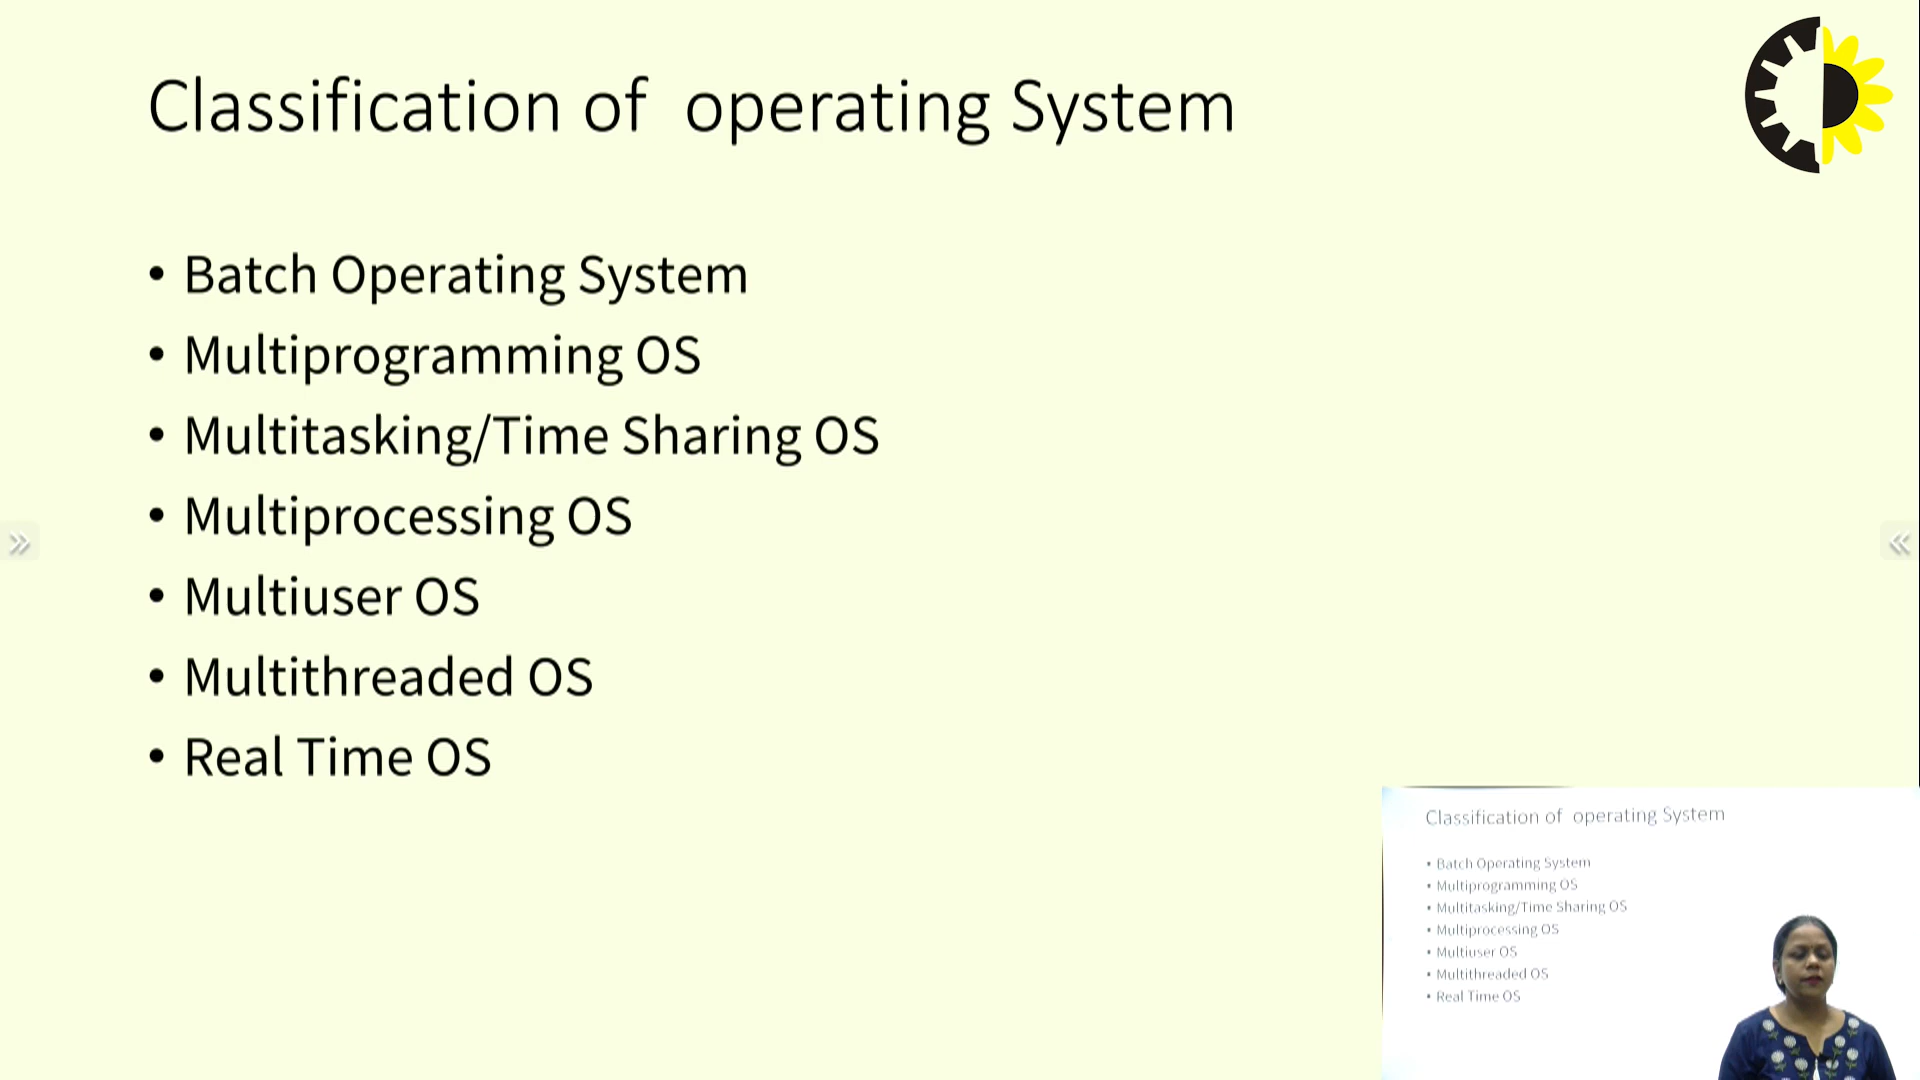 Classification of  operating System
• Batch Operating System
• Multiprogramming OS
• Multitasking/Time Sharing OS
• Multiprocessing OS
• Multiuser OS
• Multithreaded OS
• Real Time OS
Classification of  operating System
• Batch Operating System
• Multiprogramming OS
• Multitasking/Time Sharing OS
• Multiprocessing OS
• Multiuser OS
• Multithreaded OS
• Real Time OS